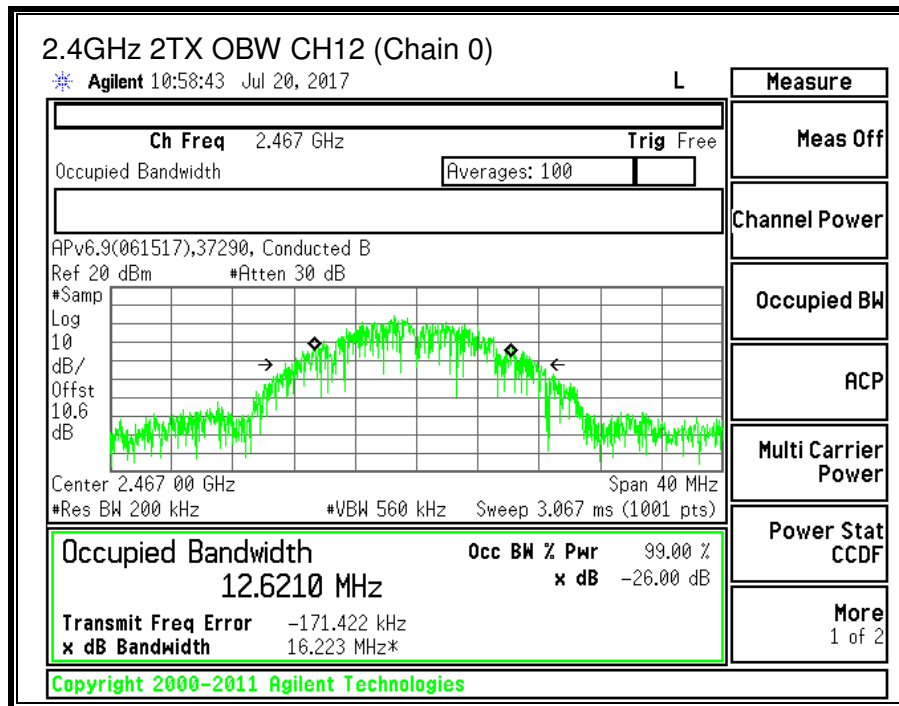 2.4GHz 2TX OBW CH12 (Chain 0)
Agilent 10:58:43 Jul 20, 2017 L
Measure
Ch Freq 2.467 GHz Trig Free
Occupied Bandwidth Averages: 100
APv6.9(061517),37290, Conducted B
Ref 20 dBm #Atten 30 dB
#Samp
Log
10
dB/
Offst
10.6
dB
Center 2.467 00 GHz Span 40 MHz
#Res BW 200 kHz #VBW 560 kHz Sweep 3.067 ms (1001 pts)
Occupied Bandwidth Occ BW % Pwr 99.00 %
12.6210 MHz x dB -26.00 dB
Transmit Freq Error -171.422 kHz
x dB Bandwidth 16.223 MHz*
Meas Off
Channel Power
Occupied BW
ACP
Multi Carrier
Power
Power Stat
CCDF
More
1 of 2
Copyright 2000-2011 Agilent Technologies